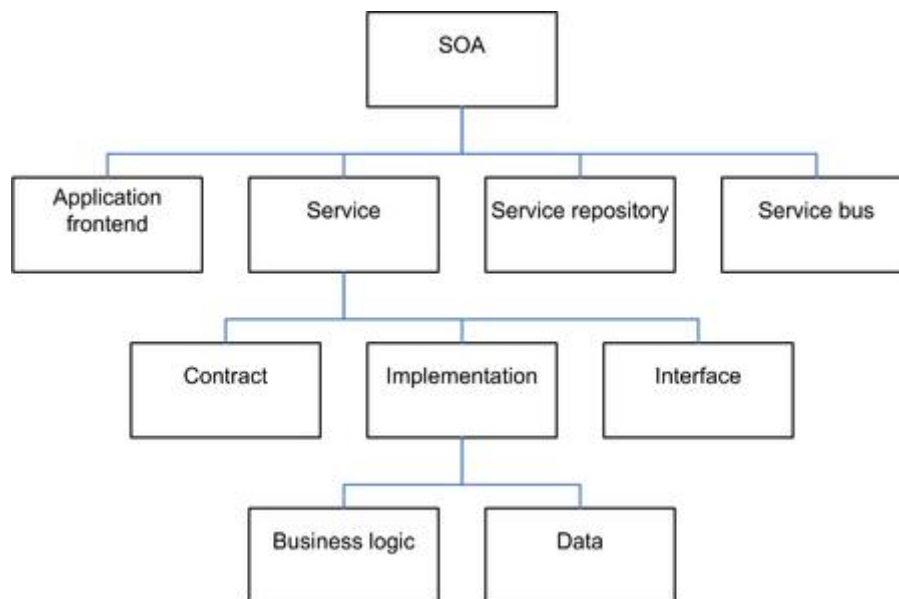 SOA
Application
frontend
Service
Service repository
Service bus
Contract
Implementation
Interface
Business logic
Data